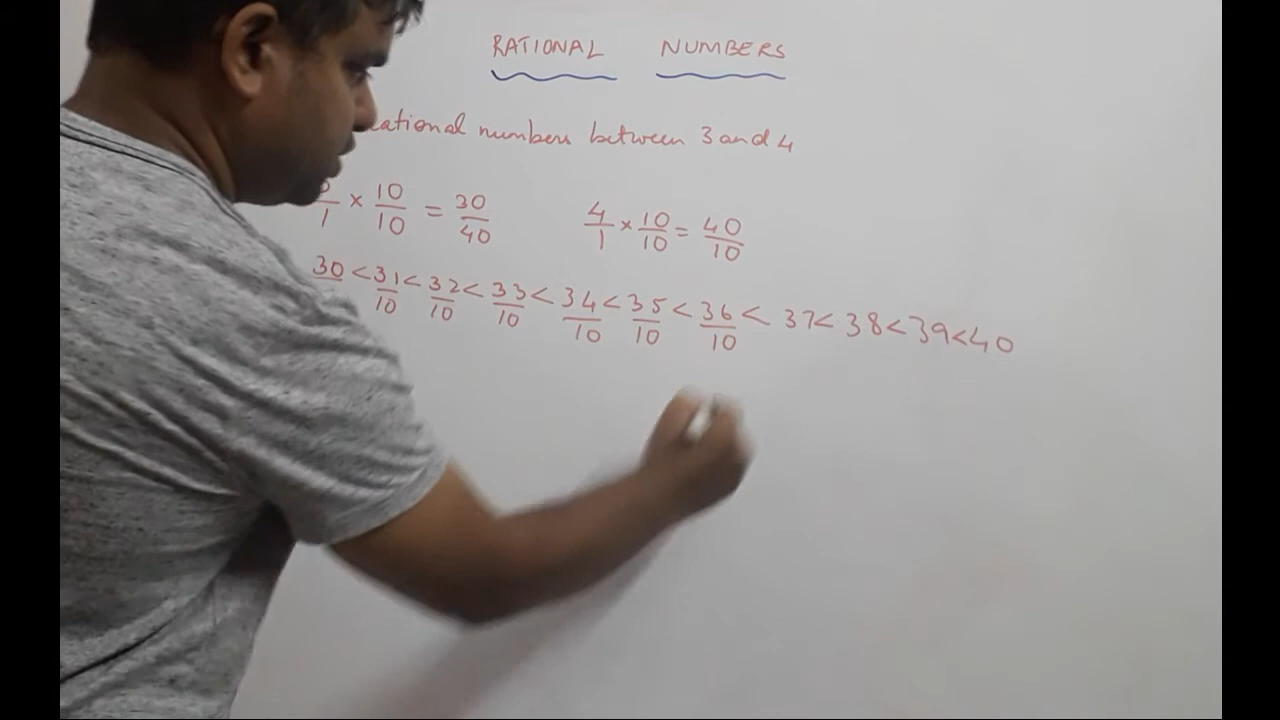 RATIONAL NUMBERS
rational numbers between 3 and 4
3/1 × 10/10 = 30/40 4/1 × 10/10 = 40/10
30 < 31/10 < 32/10 < 33/10 < 34/10 < 35/10 < 36/10 < 37 < 38 < 39 < 40